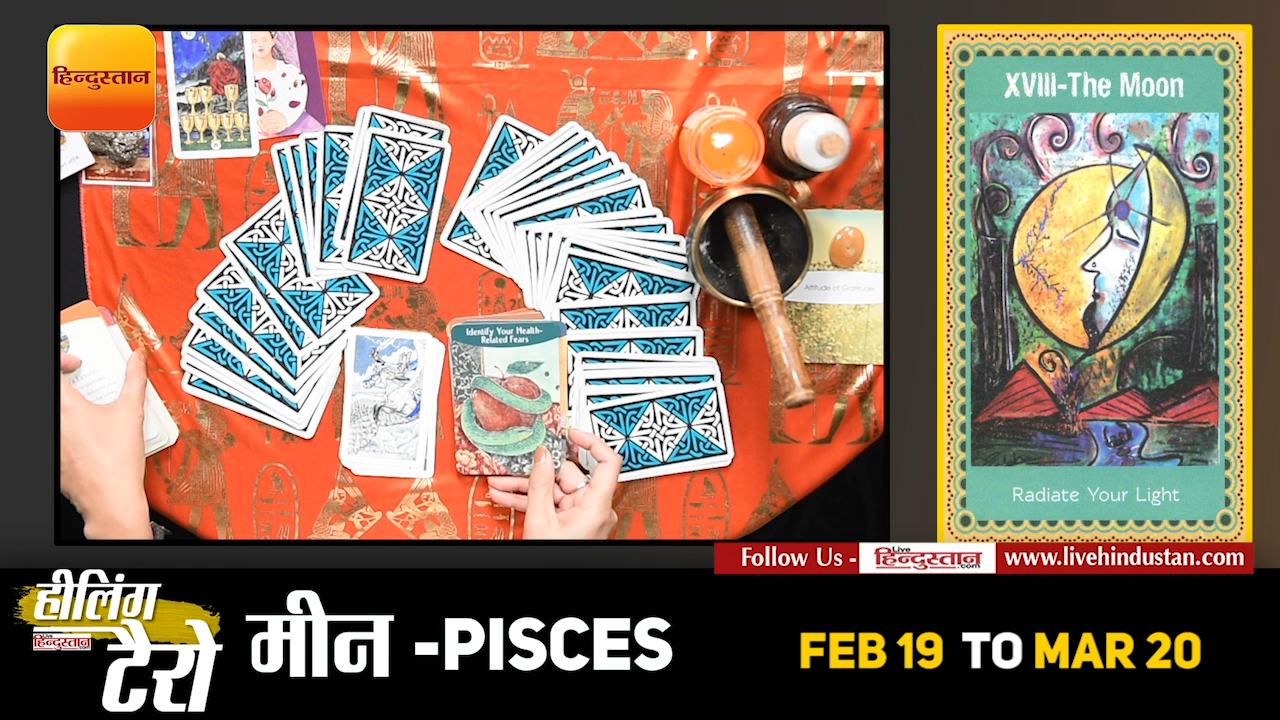 हिन्दुस्तान
Identify Your Health-
Related Fears
Attitude of Gratitude
XVIII-The Moon
Radiate Your Light
Follow Us - Live हिन्दुस्तान.com www.livehindustan.com
हीलिंग
Live हिन्दुस्तान
टैरो
मीन -PISCES
FEB 19 TO MAR 20